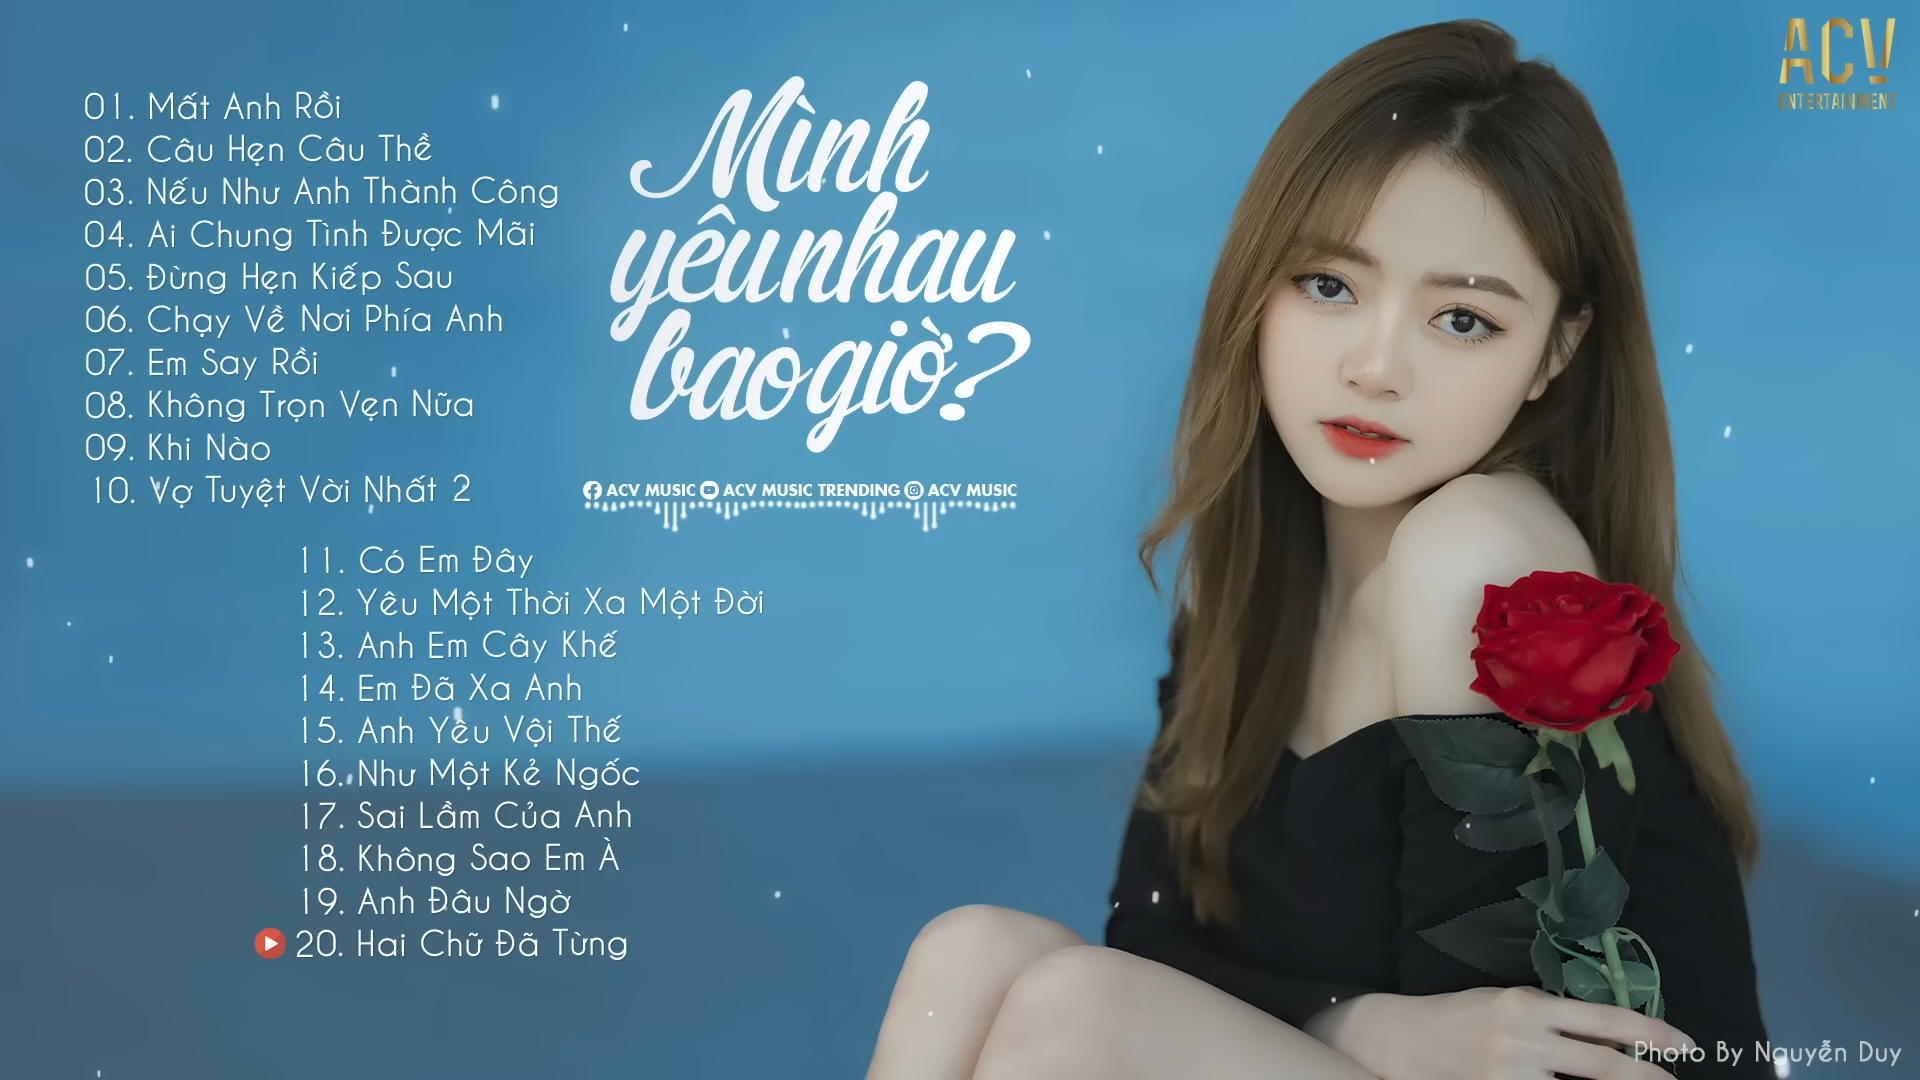 ACV
ENTERTAINMENT
01. Mất Anh Rồi
02. Câu Hẹn Câu Thề
03. Nếu Như Anh Thành Công
04. Ai Chung Tình Được Mãi
05. Đừng Hẹn Kiếp Sau
06. Chạy Về Nơi Phía Anh
07. Em Say Rồi
08. Không Trọn Vẹn Nữa
09. Khi Nào
10. Vợ Tuyệt Vời Nhất 2
Mình
yêu nhau
bao giờ?
ACV MUSIC ACV MUSIC TRENDING ACV MUSIC
11. Có Em Đây
12. Yêu Một Thời Xa Một Đời
13. Anh Em Cây Khế
14. Em Đã Xa Anh
15. Anh Yêu Vội Thế
16. Như Một Kẻ Ngốc
17. Sai Lầm Của Anh
18. Không Sao Em À
19. Anh Đâu Ngờ
20. Hai Chữ Đã Từng
Photo By Nguyễn Duy